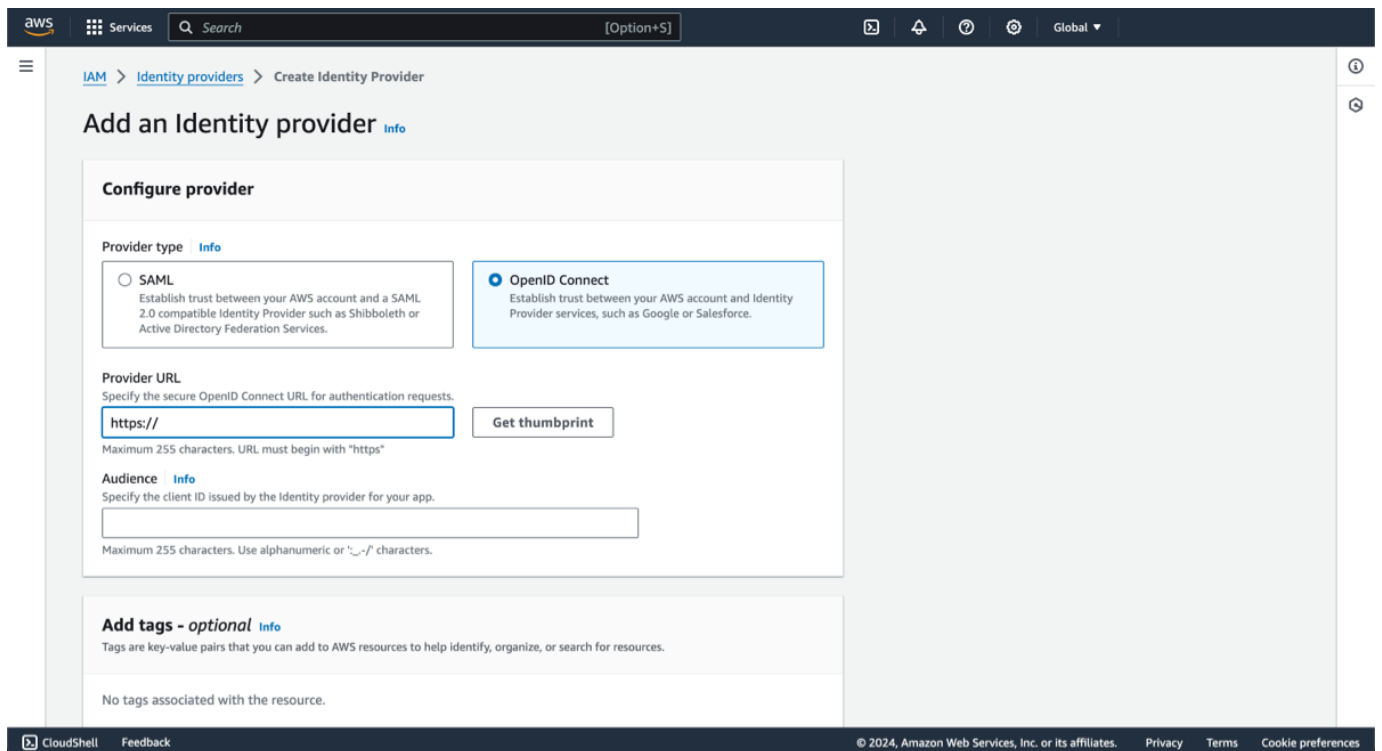 aws Services Search [Option+S] Global ▼
IAM > Identity providers > Create Identity Provider
Add an Identity provider Info
Configure provider
Provider type Info
SAML
Establish trust between your AWS account and a SAML
2.0 compatible Identity Provider such as Shibboleth or
Active Directory Federation Services.
OpenID Connect
Establish trust between your AWS account and Identity
Provider services, such as Google or Salesforce.
Provider URL
Specify the secure OpenID Connect URL for authentication requests.
https:// Get thumbprint
Maximum 255 characters. URL must begin with "https"
Audience Info
Specify the client ID issued by the Identity provider for your app.
Maximum 255 characters. Use alphanumeric or ':_.-/' characters.
Add tags - optional Info
Tags are key-value pairs that you can add to AWS resources to help identify, organize, or search for resources.
No tags associated with the resource.
CloudShell Feedback © 2024, Amazon Web Services, Inc. or its affiliates. Privacy Terms Cookie preferences